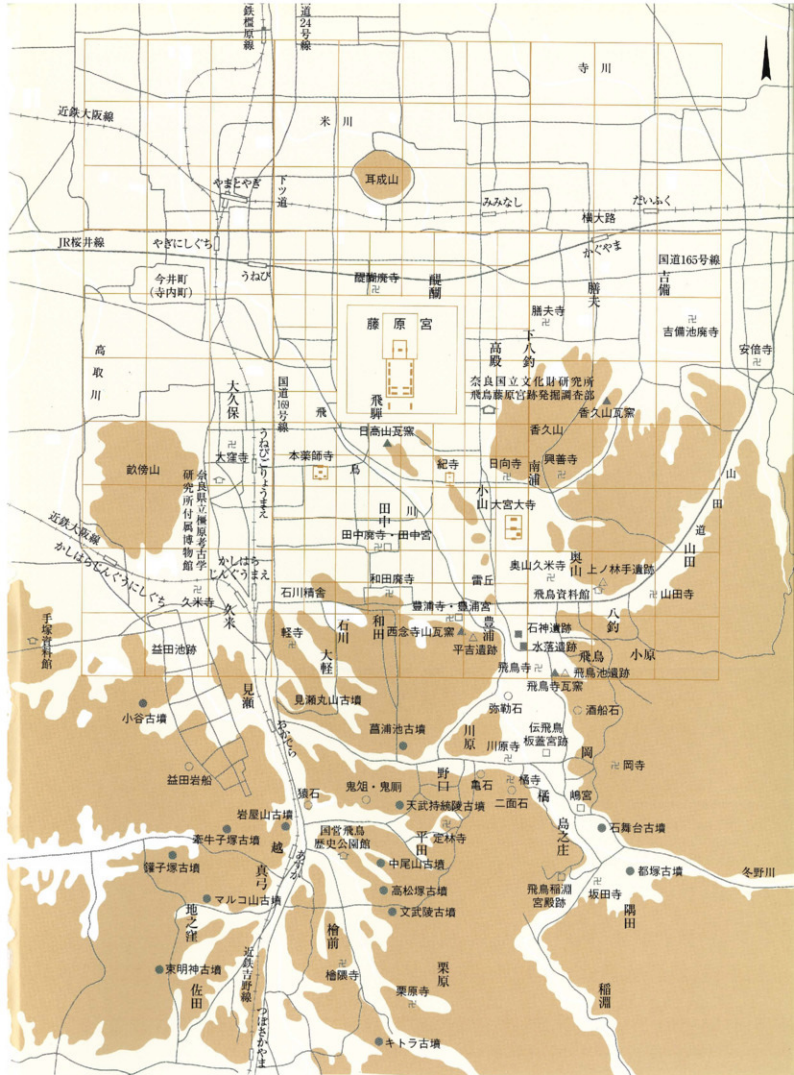 近鉄橿原線
国道24号線
寺川
近鉄大阪線
米川
耳成山
やまとやぎ
下ツ道
みみなし
だいふく
横大路
JR桜井線
やぎにしぐち
かぐやま
うねび
国道165号線
今井町
(寺内町)
醍醐廃寺
醍醐
吉備
膳夫
膳夫寺
吉備池廃寺
藤原宮
下八釣
高殿
安倍寺
高取川
大久保
国道169号線
飛騨
奈良国立文化財研究所
飛鳥藤原宮跡発掘調査部
香久山瓦窯
飛鳥川
日高山瓦窯
香久山
うねびごりょうまえ
大窪寺
本薬師寺
紀寺
日向寺
南浦
興善寺
畝傍山
奈良県立橿原考古学
研究所付属博物館
小山
大宮大寺
山田道
山田
田中
田中廃寺・田中宮
近鉄大阪線
かしはらじんぐうにしぐち
かしはら
じんぐうまえ
奥山久米寺
奥山
上ノ林手遺跡
和田廃寺
雷丘
石川精舎
飛鳥資料館
山田寺
久米寺
久米
手塚資料館
豊浦寺・豊浦宮
和田
石川
豊浦
八釣
西念寺山瓦窯
石神遺跡
益田池跡
軽寺
大軽
平吉遺跡
水落遺跡
飛鳥
小原
飛鳥寺
飛鳥池遺跡
飛鳥寺瓦窯
見瀬
見瀬丸山古墳
弥勒石
酒船石
小谷古墳
おかでら
菖浦池古墳
川原
川原寺
伝飛鳥
板蓋宮跡
岡
岡寺
益田岩船
野口
亀石
橘寺
猿石
鬼俎・鬼厠
二面石
橘
嶋宮
岩屋山古墳
天武持統陵古墳
牽牛子塚古墳
越
国営飛鳥
歴史公園館
平田
定林寺
島之庄
石舞台古墳
鑵子塚古墳
あすか
真弓
中尾山古墳
都塚古墳
冬野川
マルコ山古墳
高松塚古墳
飛鳥稲淵
宮殿跡
坂田寺
地之窪
文武陵古墳
隅田
檜前
束明神古墳
近鉄吉野線
檜隈寺
栗原
佐田
栗原寺
稲淵
つぼさかやま
キトラ古墳